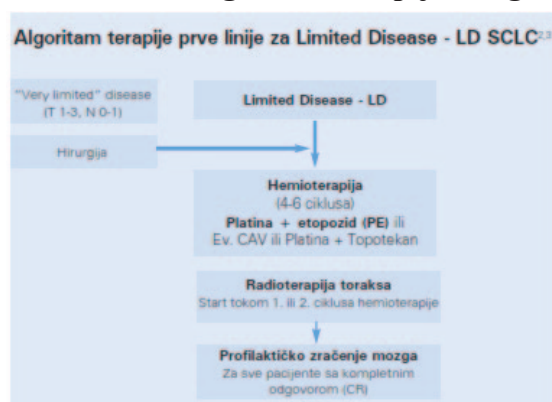 Algoritam terapije prve linije za Limited Disease - LD SCLC2,3
"Very limited" disease
(T 1-3, N 0-1)
Hirurgija
Limited Disease - LD
Hemioterapija
(4-6 ciklusa)
Platina + etopozid (PE) ili
Ev. CAV ili Platina + Topotekan
Radioterapija toraksa
Start tokom 1. ili 2. ciklusa hemioterapije
Profilaktičko zračenje mozga
Za sve pacijente sa kompletnim
odgovorom (CR)